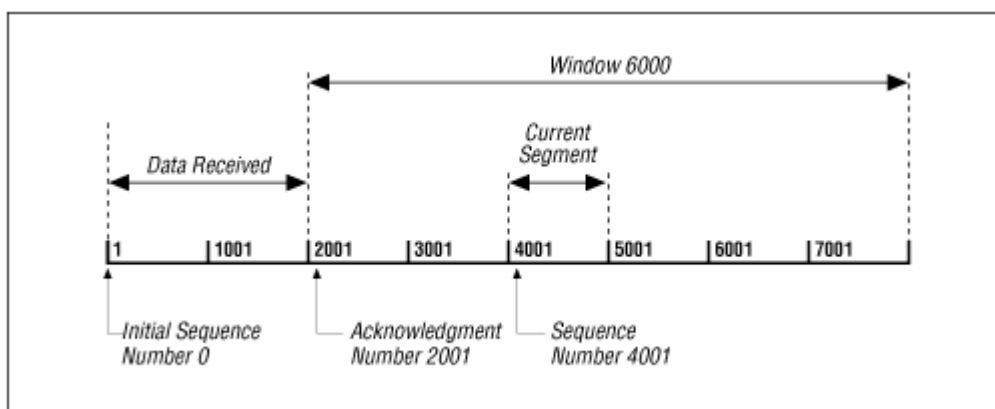 Window 6000
Current
Segment
Data Received
1 1001 2001 3001 4001 5001 6001 7001
Initial Sequence
Number 0
Acknowledgment
Number 2001
Sequence
Number 4001